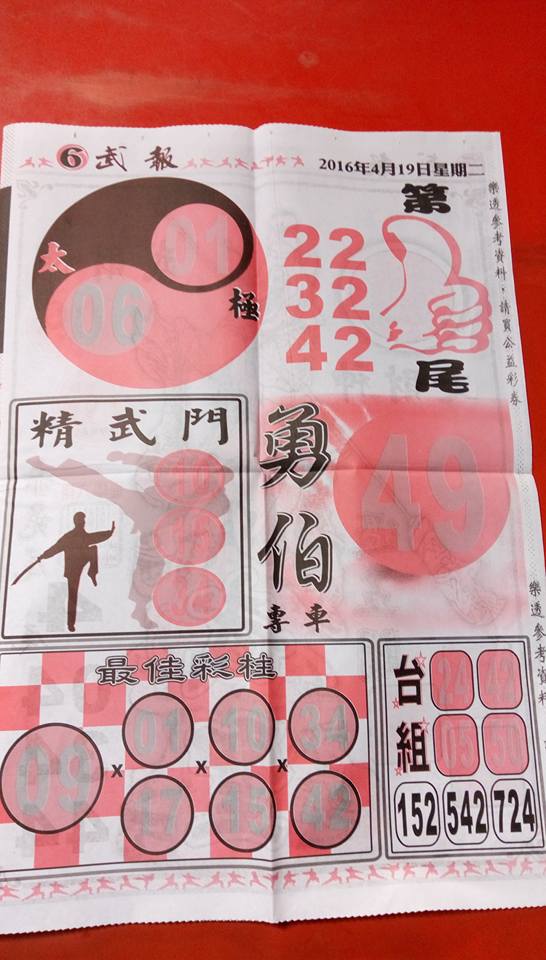 6 武報
2016年4月19日星期二
樂透參考資料，請買公益彩券
太
01
06
極
第
22
32
42
尾
精武門
10
勇伯
專車
49
樂透參考資料
最佳彩柱
09 x 01 x 10 x 34
17 15 42
台組
24 42
05 50
152 542 724